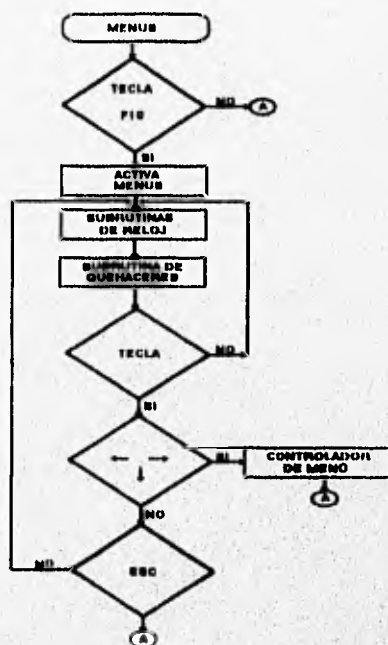 MENUS
TECLA
F10
NO
A
SI
ACTIVA
MENUS
SUBRUTINAS
DE RELOJ
SUBRUTINA DE
QUEHACERES
TECLA
NO
SI
SI
CONTROLADOR
DE MENÚ
A
NO
ESC
NO
A